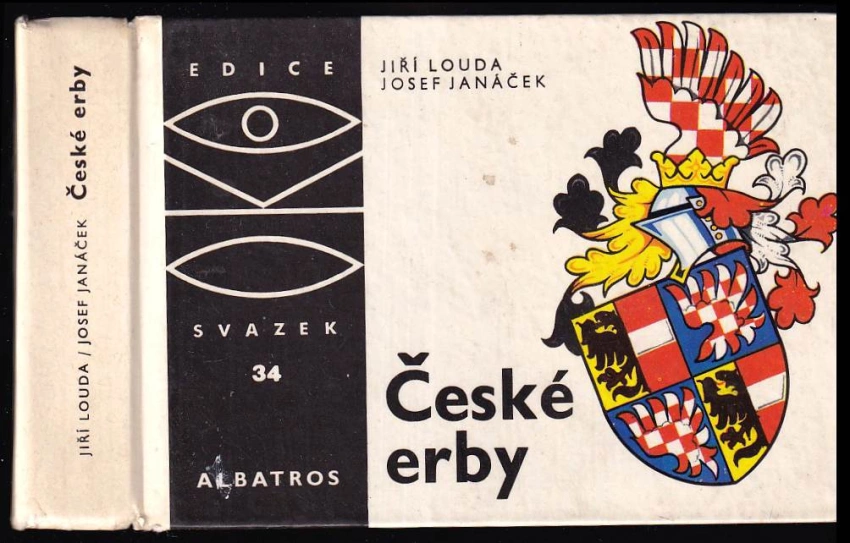 JIŘÍ LOUDA / JOSEF JANÁČEK České erby
EDICE
SVAZEK
34
ALBATROS
JIŘÍ LOUDA
JOSEF JANÁČEK
České
erby